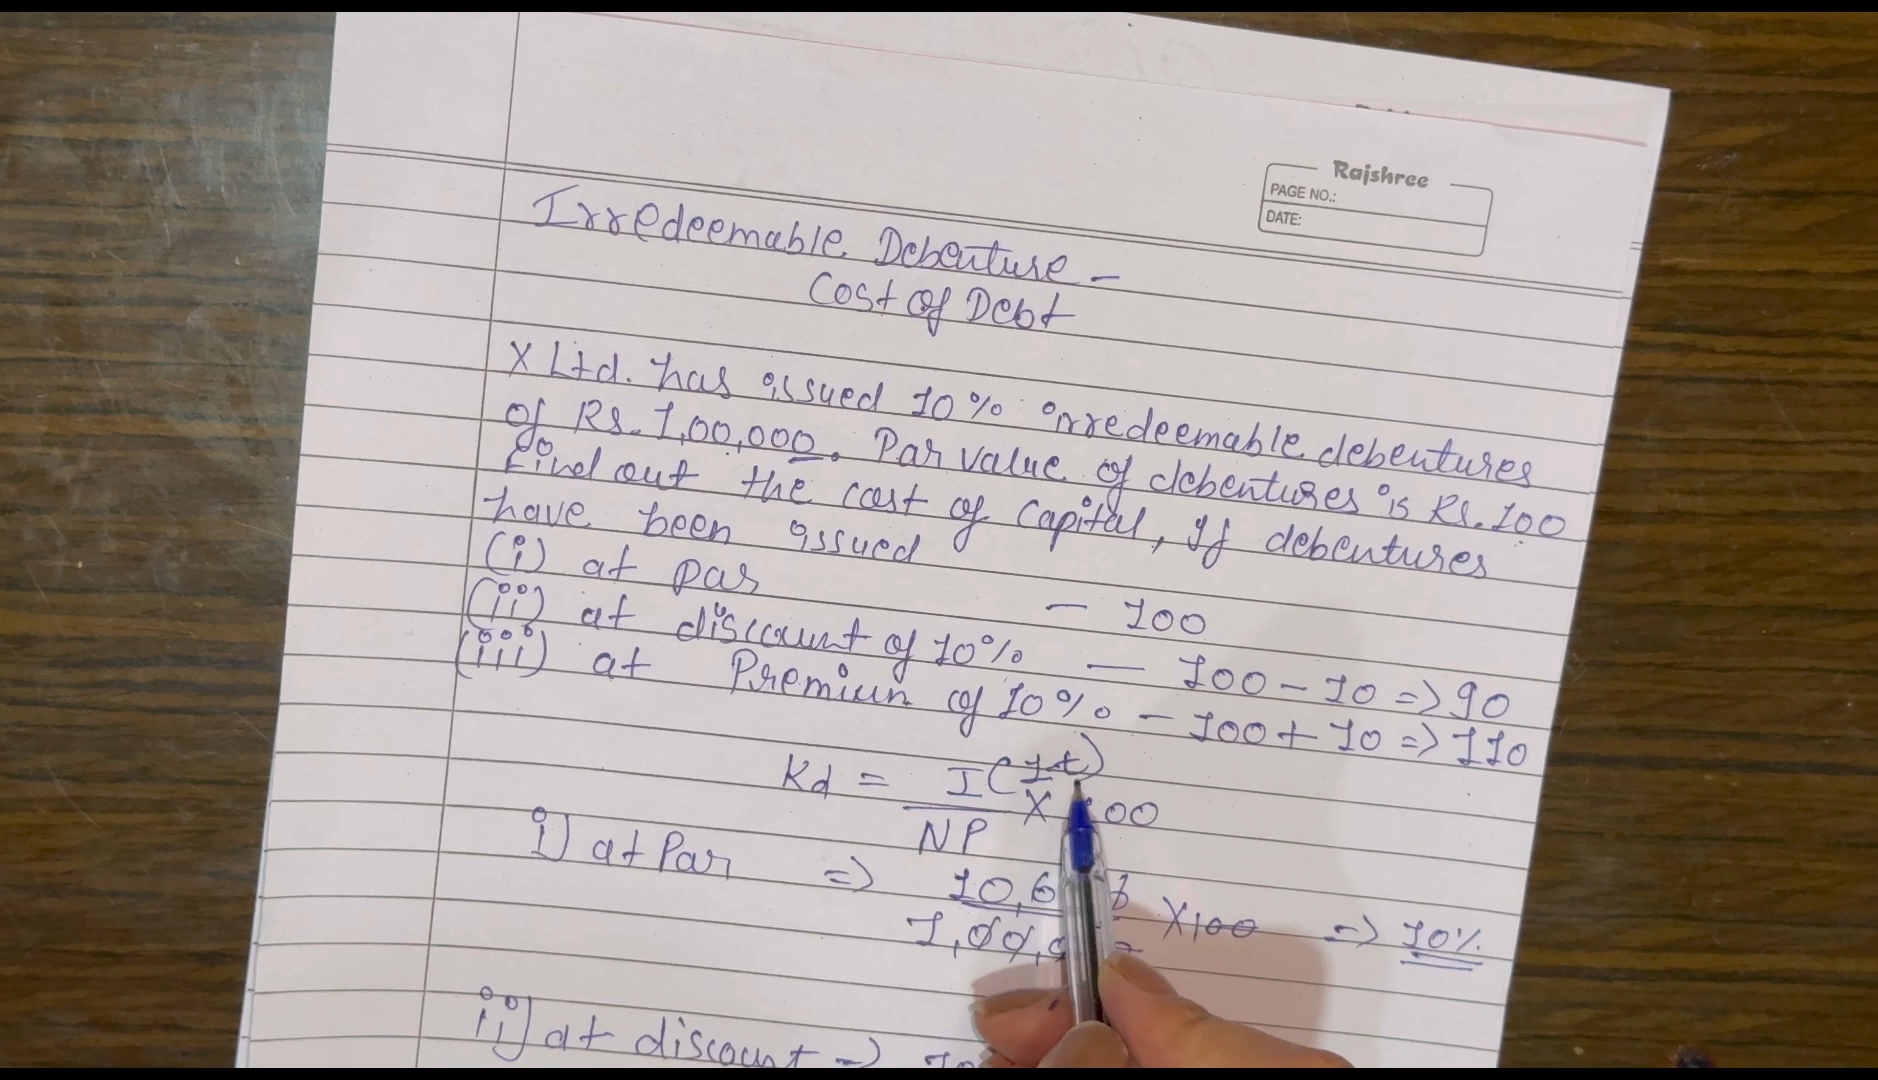 Rajshree
PAGE NO.:
DATE:
Irredeemable Debenture -
Cost of Debt
X Ltd. has issued 10% irredeemable debentures
of Rs. 1,00,000. Par value of debentures is Rs. 100
Find out the cost of Capital, If debentures
have been issued
(i) at par - 100
(ii) at discount of 10% - 100 - 10 => 90
(iii) at Premium of 10% - 100 + 10 => 110
Kd = I(1-t)
NP X 100
i) at Par => 10,
1,00, X100 => 10%
ii) at discount =>